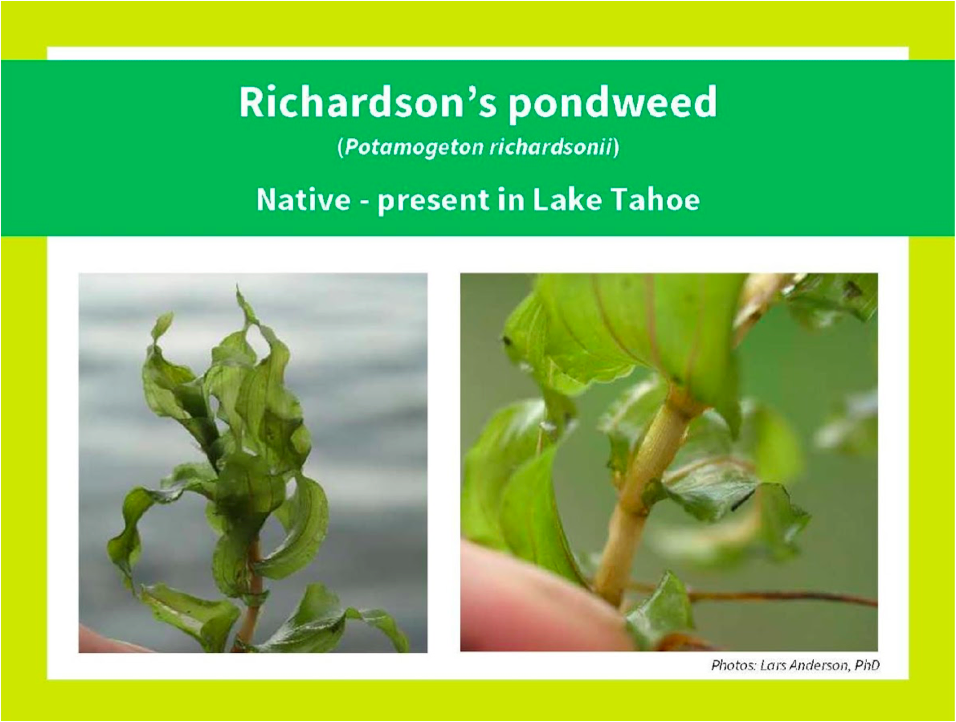 Richardson’s pondweed
(Potamogeton richardsonii)
Native - present in Lake Tahoe
Photos: Lars Anderson, PhD